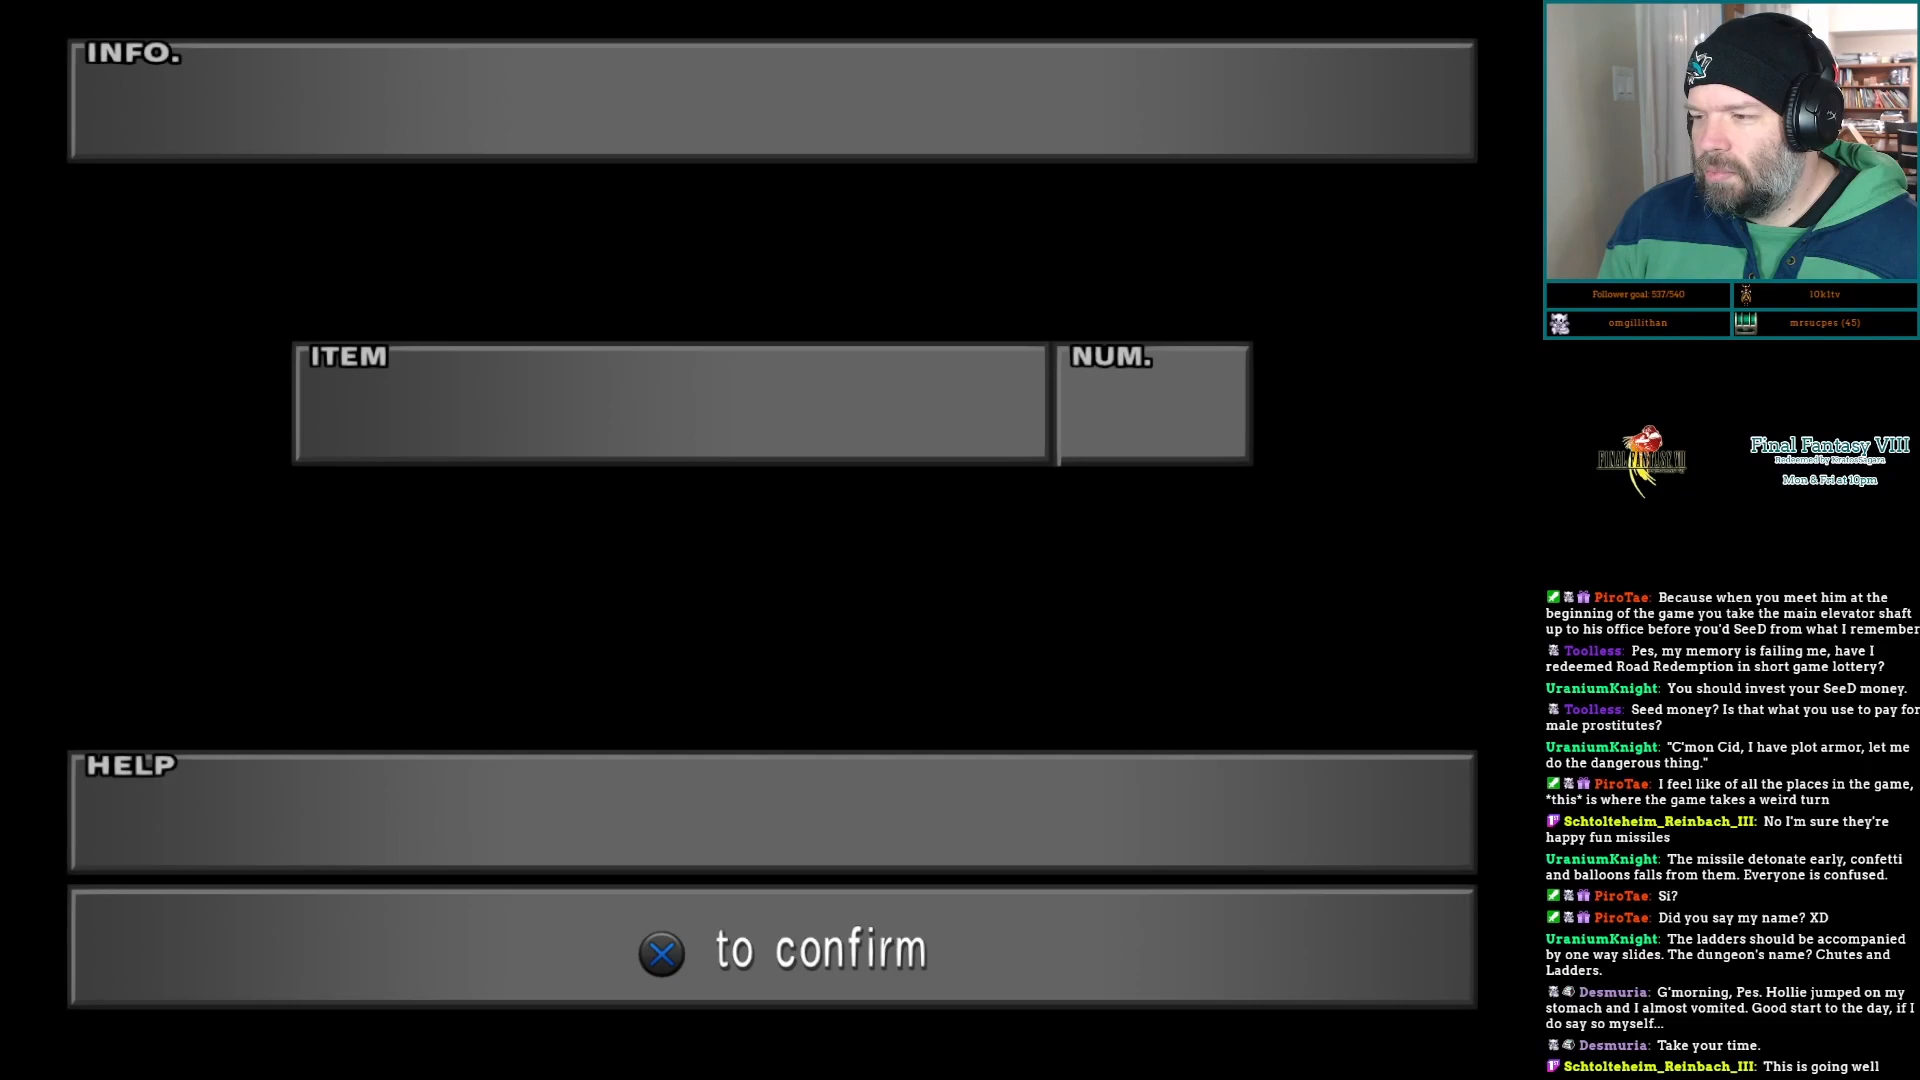 INFO.
ITEM
NUM.
HELP
to confirm
Follower goal: 537/540
10k1tv
omgillithan
mrsucpes (45)
FINAL FANTASY VIII
Final Fantasy VIII
Redeemed by XratosSagara
Mon & Fri at 10pm
PiroTae: Because when you meet him at the
beginning of the game you take the main elevator shaft
up to his office before you'd SeeD from what I remember
Toolless: Pes, my memory is failing me, have I
redeemed Road Redemption in short game lottery?
UraniumKnight: You should invest your SeeD money.
Toolless: Seed money? Is that what you use to pay for
male prostitutes?
UraniumKnight: "C'mon Cid, I have plot armor, let me
do the dangerous thing."
PiroTae: I feel like of all the places in the game,
*this* is where the game takes a weird turn
Schtolteheim_Reinbach_III: No I'm sure they're
happy fun missiles
UraniumKnight: The missile detonate early, confetti
and balloons falls from them. Everyone is confused.
PiroTae: Si?
PiroTae: Did you say my name? XD
UraniumKnight: The ladders should be accompanied
by one way slides. The dungeon's name? Chutes and
Ladders.
Desmuria: G'morning, Pes. Hollie jumped on my
stomach and I almost vomited. Good start to the day, if I
do say so myself...
Desmuria: Take your time.
Schtolteheim_Reinbach_III: This is going well